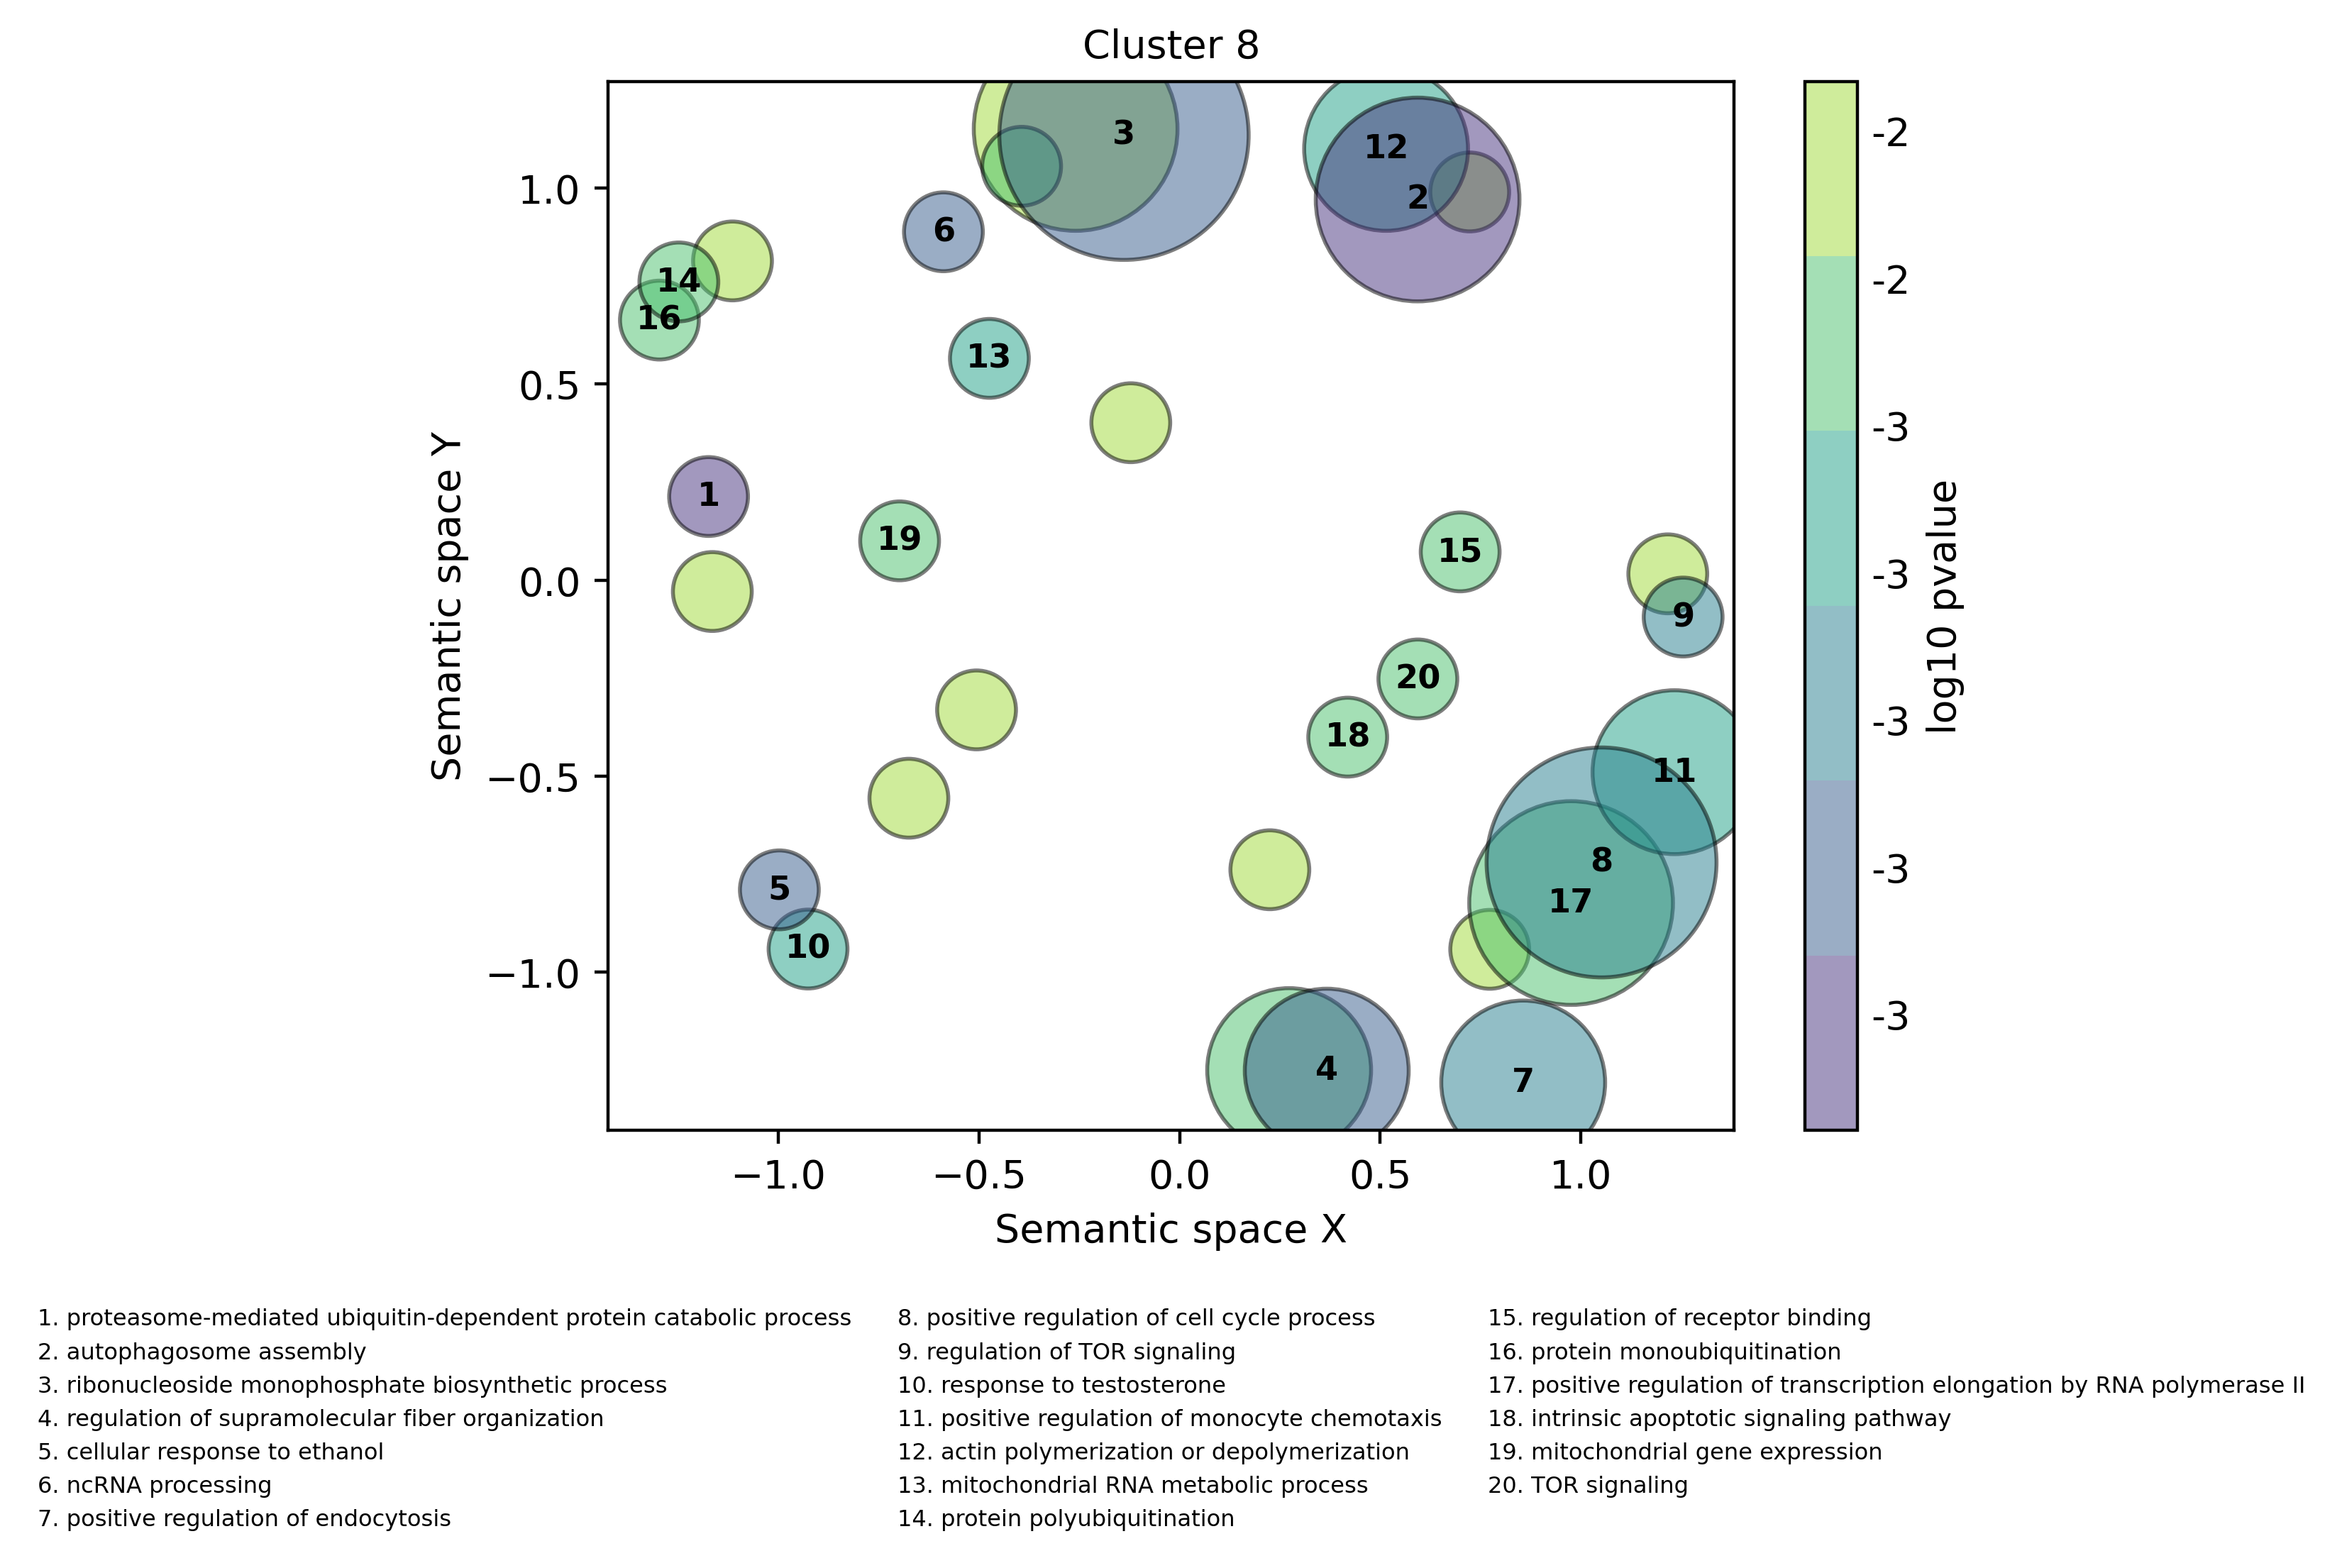 Cluster 8
3
12
2
6
14
16
13
1
19
15
9
20
18
11
8
17
5
10
4
7
1.0
0.5
0.0
−0.5
−1.0
Semantic space Y
−1.0
−0.5
0.0
0.5
1.0
Semantic space X
-2
-2
-3
-3
-3
-3
-3
log10 pvalue
1. proteasome-mediated ubiquitin-dependent protein catabolic process
2. autophagosome assembly
3. ribonucleoside monophosphate biosynthetic process
4. regulation of supramolecular fiber organization
5. cellular response to ethanol
6. ncRNA processing
7. positive regulation of endocytosis
8. positive regulation of cell cycle process
9. regulation of TOR signaling
10. response to testosterone
11. positive regulation of monocyte chemotaxis
12. actin polymerization or depolymerization
13. mitochondrial RNA metabolic process
14. protein polyubiquitination
15. regulation of receptor binding
16. protein monoubiquitination
17. positive regulation of transcription elongation by RNA polymerase II
18. intrinsic apoptotic signaling pathway
19. mitochondrial gene expression
20. TOR signaling